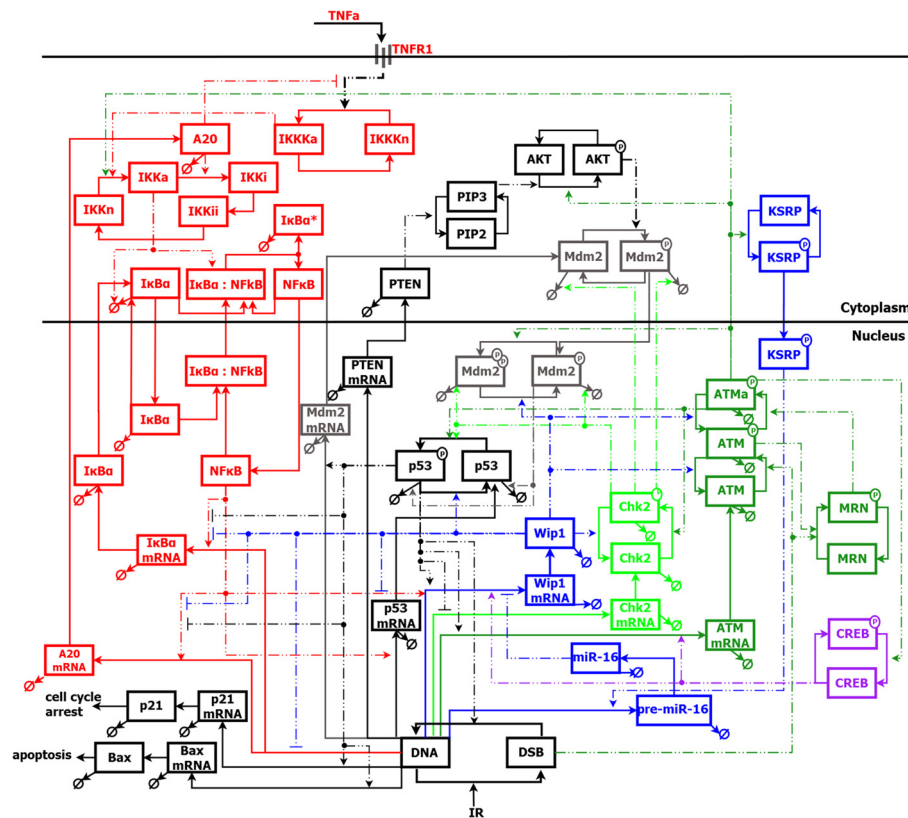 TNFa
TNFR1
A20
IKKKa
IKKKn
IKKa
IKKi
IKKn
IKKii
IκBα*
IκBα
IκBα : NFkB
NFκB
AKT
AKT
P
PIP3
PIP2
PTEN
Mdm2
Mdm2
P
KSRP
KSRP
P
Cytoplasm
Nucleus
KSRP
P
PTEN
mRNA
IκBα : NFkB
Mdm2
P
P
Mdm2
P
ATMa
P
IκBα
Mdm2
mRNA
ATM
P
p53
P
p53
IκBα
NFκB
ATM
Chk2
P
MRN
P
IκBα
mRNA
Wip1
Chk2
MRN
Wip1
mRNA
p53
mRNA
Chk2
mRNA
ATM
mRNA
CREB
P
A20
mRNA
miR-16
CREB
cell cycle
arrest
p21
p21
mRNA
pre-miR-16
apoptosis
Bax
Bax
mRNA
DNA
DSB
IR